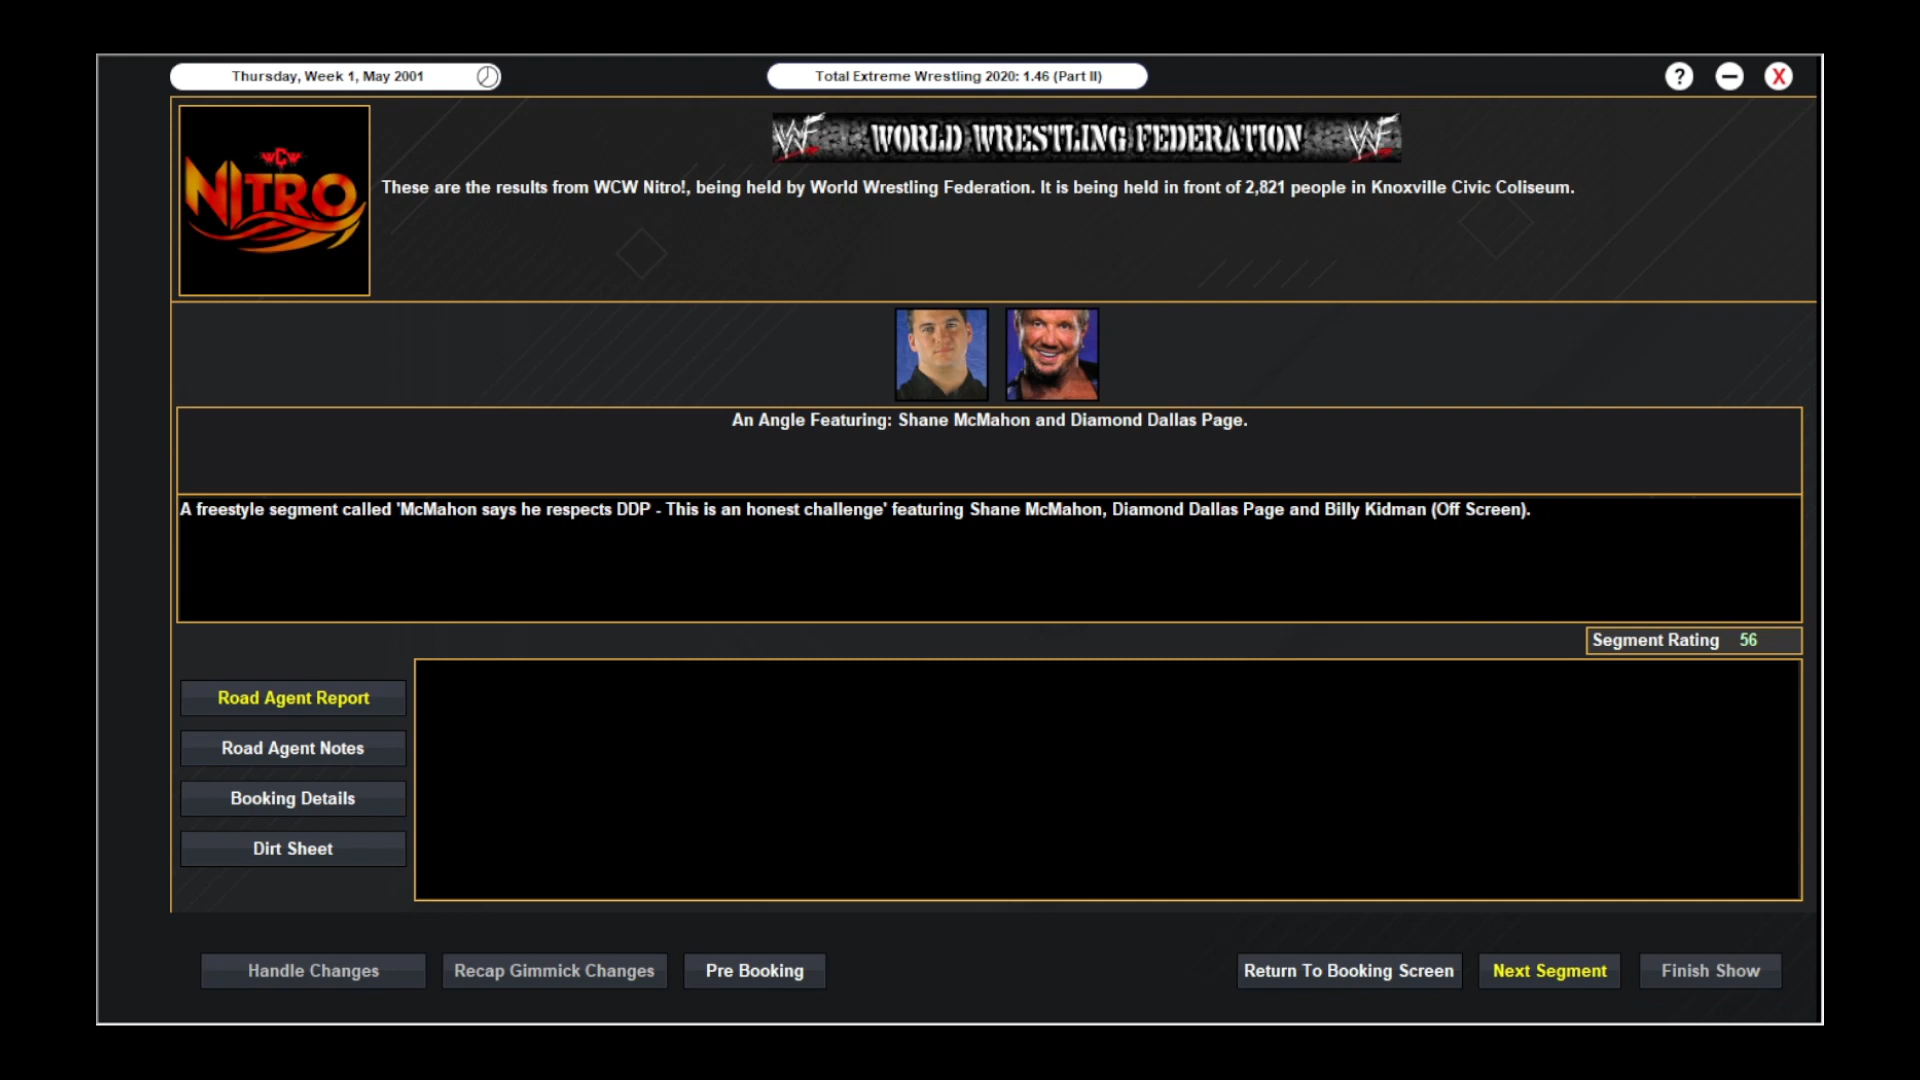 Thursday, Week 1, May 2001
Total Extreme Wrestling 2020: 1.46 (Part II)
?
X
WCW
NITRO
WF WORLD WRESTLING FEDERATION WF
These are the results from WCW Nitro!, being held by World Wrestling Federation. It is being held in front of 2,821 people in Knoxville Civic Coliseum.
An Angle Featuring: Shane McMahon and Diamond Dallas Page.
A freestyle segment called 'McMahon says he respects DDP - This is an honest challenge' featuring Shane McMahon, Diamond Dallas Page and Billy Kidman (Off Screen).
Segment Rating 56
Road Agent Report
Road Agent Notes
Booking Details
Dirt Sheet
Handle Changes
Recap Gimmick Changes
Pre Booking
Return To Booking Screen
Next Segment
Finish Show